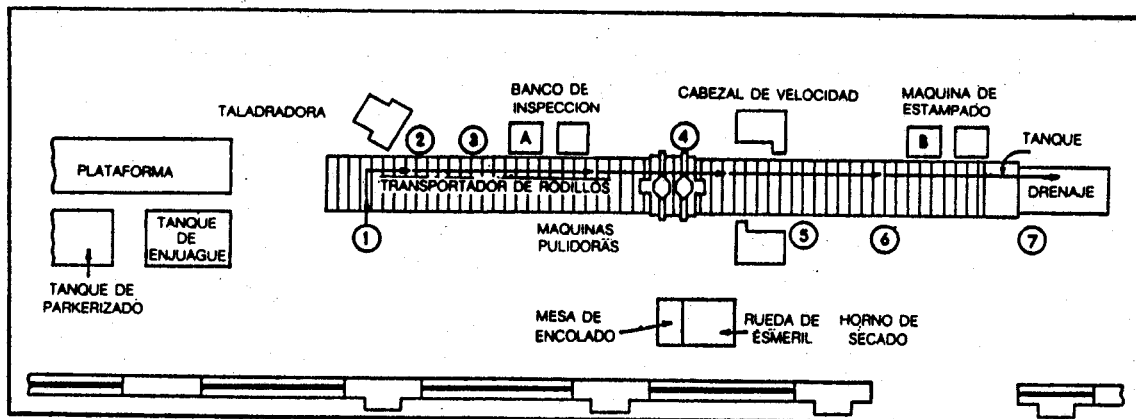 TALADRADORA
BANCO DE
INSPECCION
CABEZAL DE VELOCIDAD
MAQUINA DE
ESTAMPADO
TANQUE
2
3
A
4
B
PLATAFORMA
TRANSPORTADOR DE RODILLOS
DRENAJE
TANQUE
DE
ENJUAGUE
1
MAQUINAS
PULIDORAS
5
6
7
TANQUE DE
PARKERIZADO
MESA DE
ENCOLADO
RUEDA DE
ESMERIL
HORNO DE
SECADO